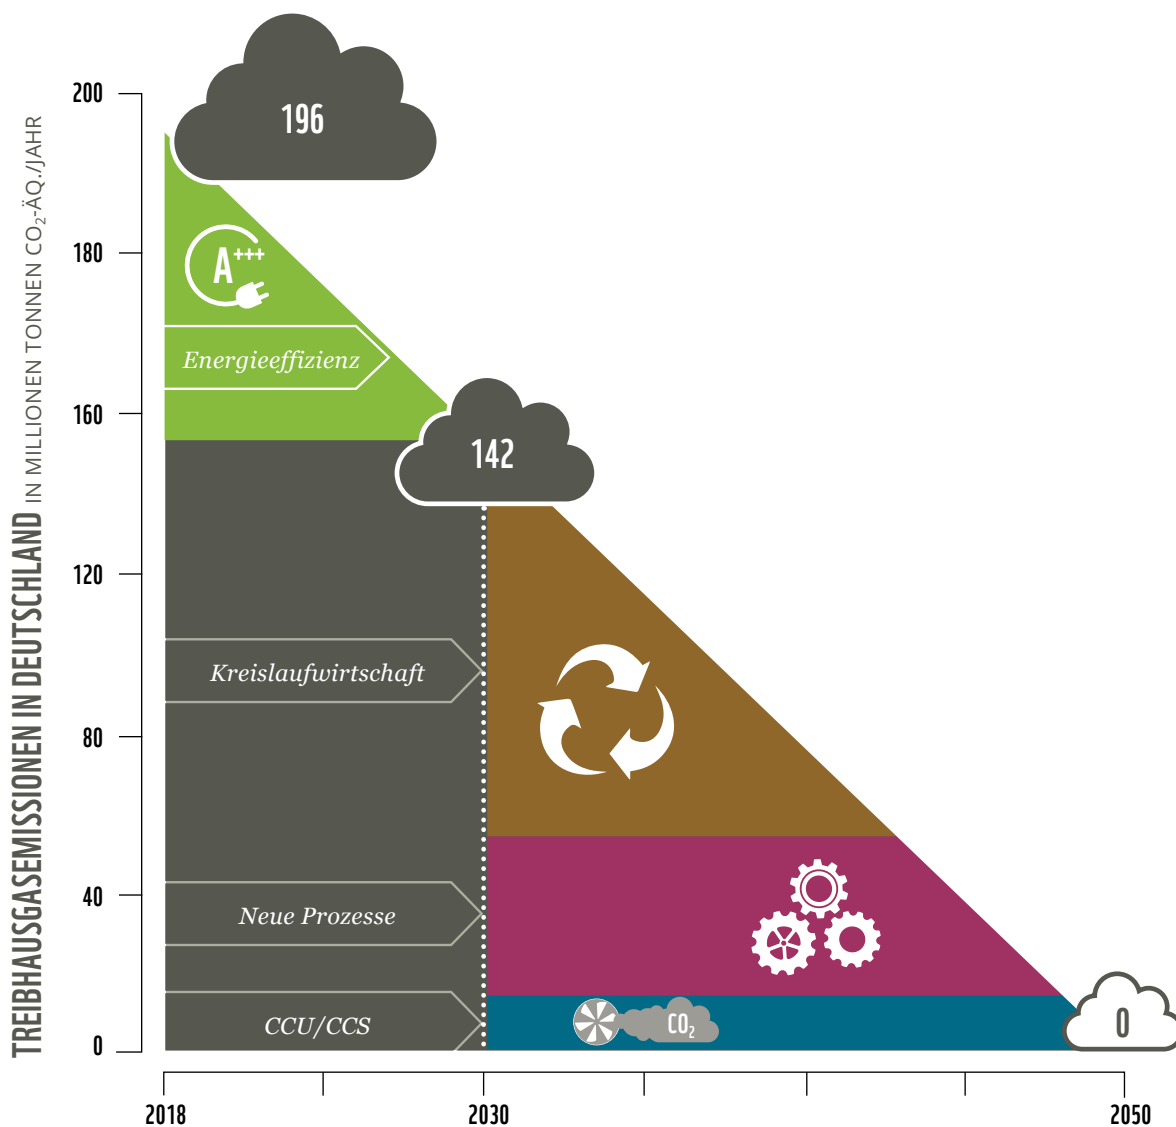 TREIBHAUSGASEMISSIONEN IN DEUTSCHLAND IN MILLIONEN TONNEN CO₂-ÄQ./JAHR
200
180
160
120
80
40
0
196
A+++
Energieeffizienz
142
Kreislaufwirtschaft
Neue Prozesse
CCU/CCS
CO₂
0
2018
2030
2050